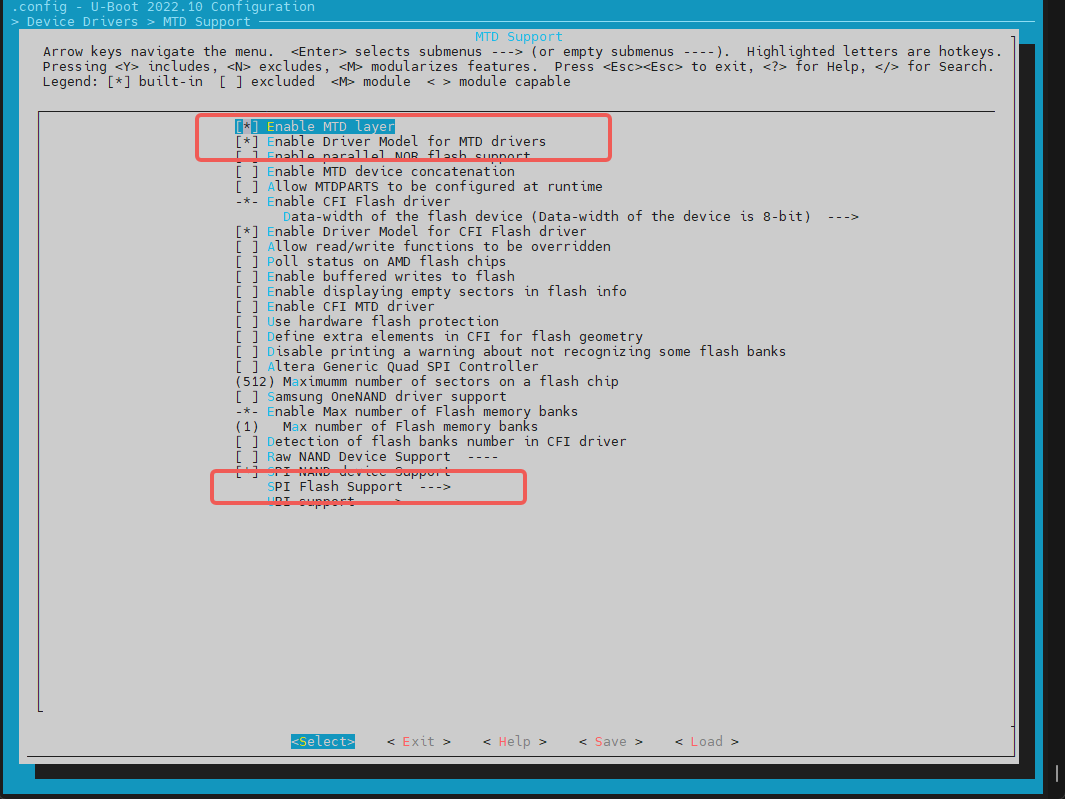 .config - U-Boot 2022.10 Configuration
> Device Drivers > MTD Support
MTD Support
Arrow keys navigate the menu.  <Enter> selects submenus ---> (or empty submenus ----).  Highlighted letters are hotkeys.
Pressing <Y> includes, <N> excludes, <M> modularizes features.  Press <Esc><Esc> to exit, <?> for Help, </> for Search.
Legend: [*] built-in  [ ] excluded  <M> module  < > module capable
[*] Enable MTD layer
[*] Enable Driver Model for MTD drivers
[ ] Enable parallel NOR flash support
[ ] Enable MTD device concatenation
[ ] Allow MTDPARTS to be configured at runtime
-*- Enable CFI Flash driver
Data-width of the flash device (Data-width of the device is 8-bit)  --->
[*] Enable Driver Model for CFI Flash driver
[ ] Allow read/write functions to be overridden
[ ] Poll status on AMD flash chips
[ ] Enable buffered writes to flash
[ ] Enable displaying empty sectors in flash info
[ ] Enable CFI MTD driver
[ ] Use hardware flash protection
[ ] Define extra elements in CFI for flash geometry
[ ] Disable printing a warning about not recognizing some flash banks
[ ] Altera Generic Quad SPI Controller
(512) Maximumm number of sectors on a flash chip
[ ] Samsung OneNAND driver support
-*- Enable Max number of Flash memory banks
(1)   Max number of Flash memory banks
[ ] Detection of flash banks number in CFI driver
[ ] Raw NAND Device Support  ----
[*] SPI NAND device Support
SPI Flash Support  --->
UBI support  --->
<Select>    < Exit >    < Help >    < Save >    < Load >